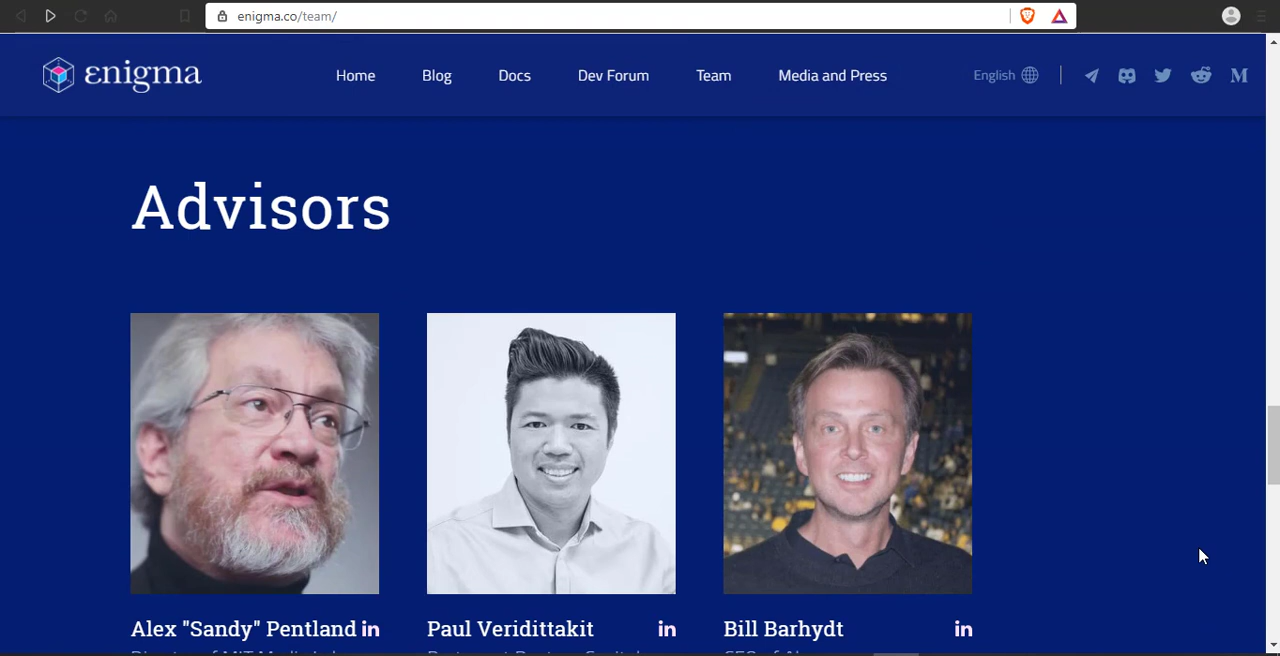 enigma.co/team/
εnigma
Home Blog Docs Dev Forum Team Media and Press English
Advisors
Alex "Sandy" Pentland in Paul Veridittakit in Bill Barhydt in